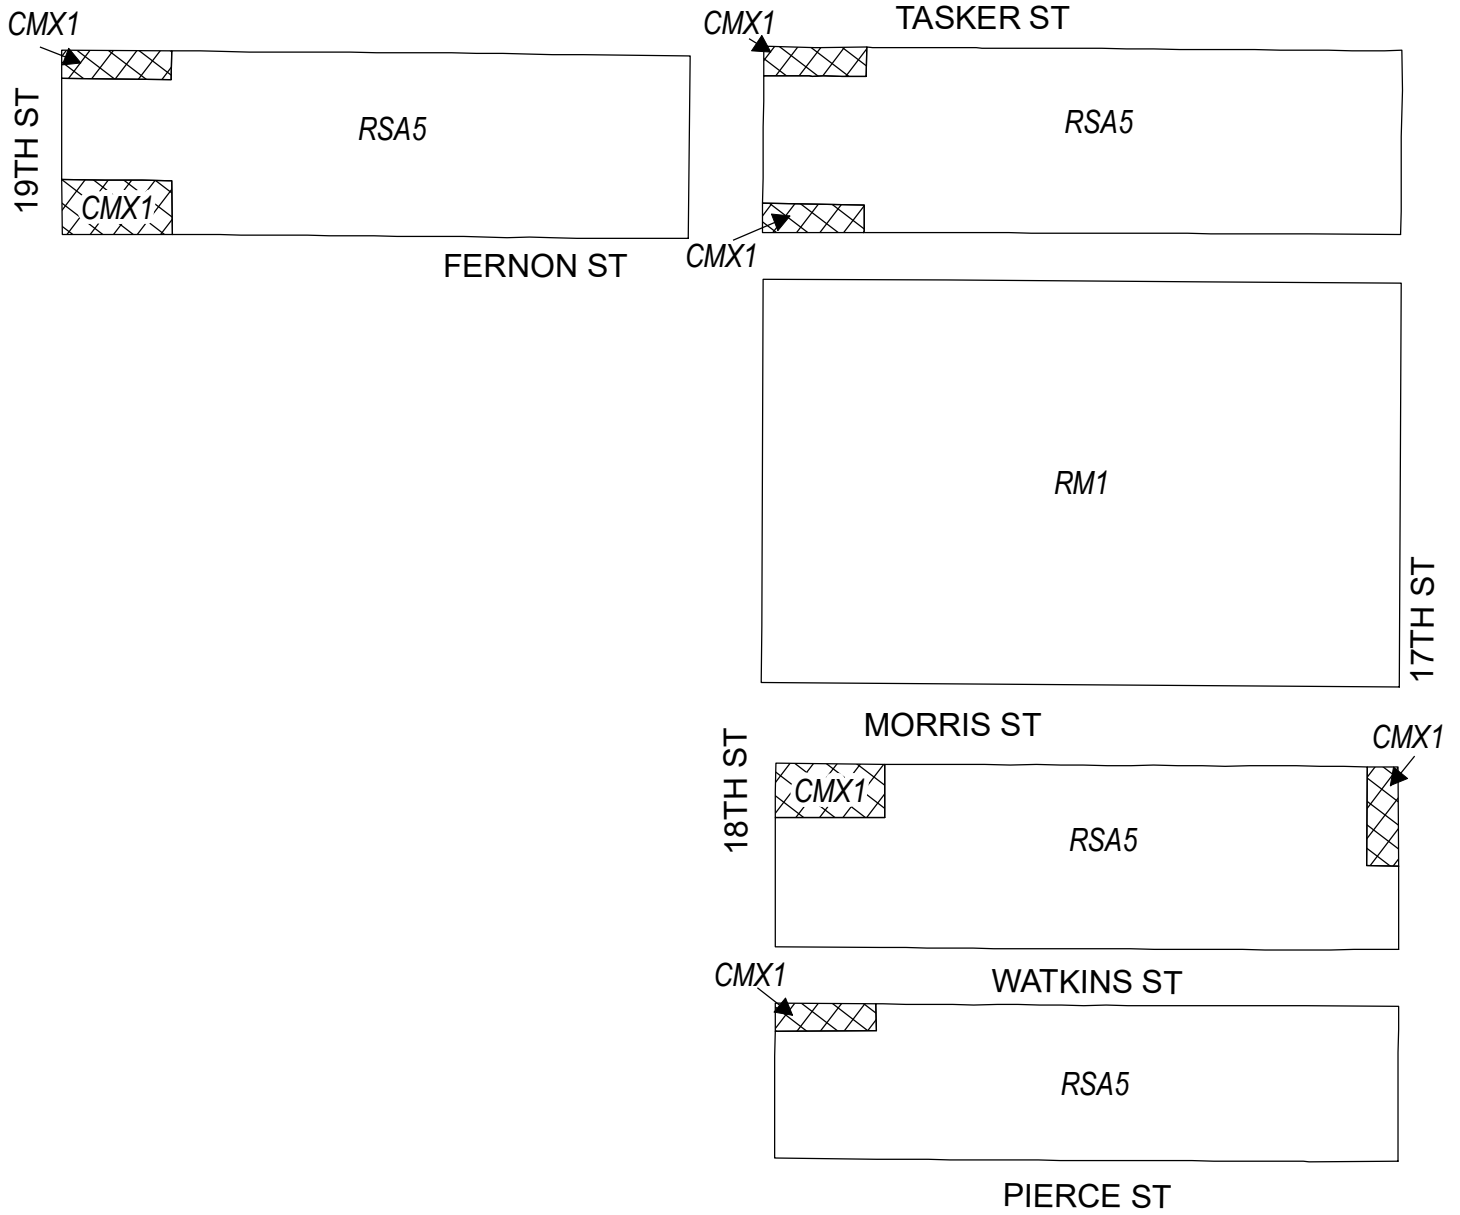 CMX1
CMX1
TASKER ST
19TH ST
RSA5
RSA5
CMX1
CMX1
FERNON ST
RM1
17TH ST
MORRIS ST
18TH ST
CMX1
CMX1
RSA5
CMX1
WATKINS ST
RSA5
PIERCE ST